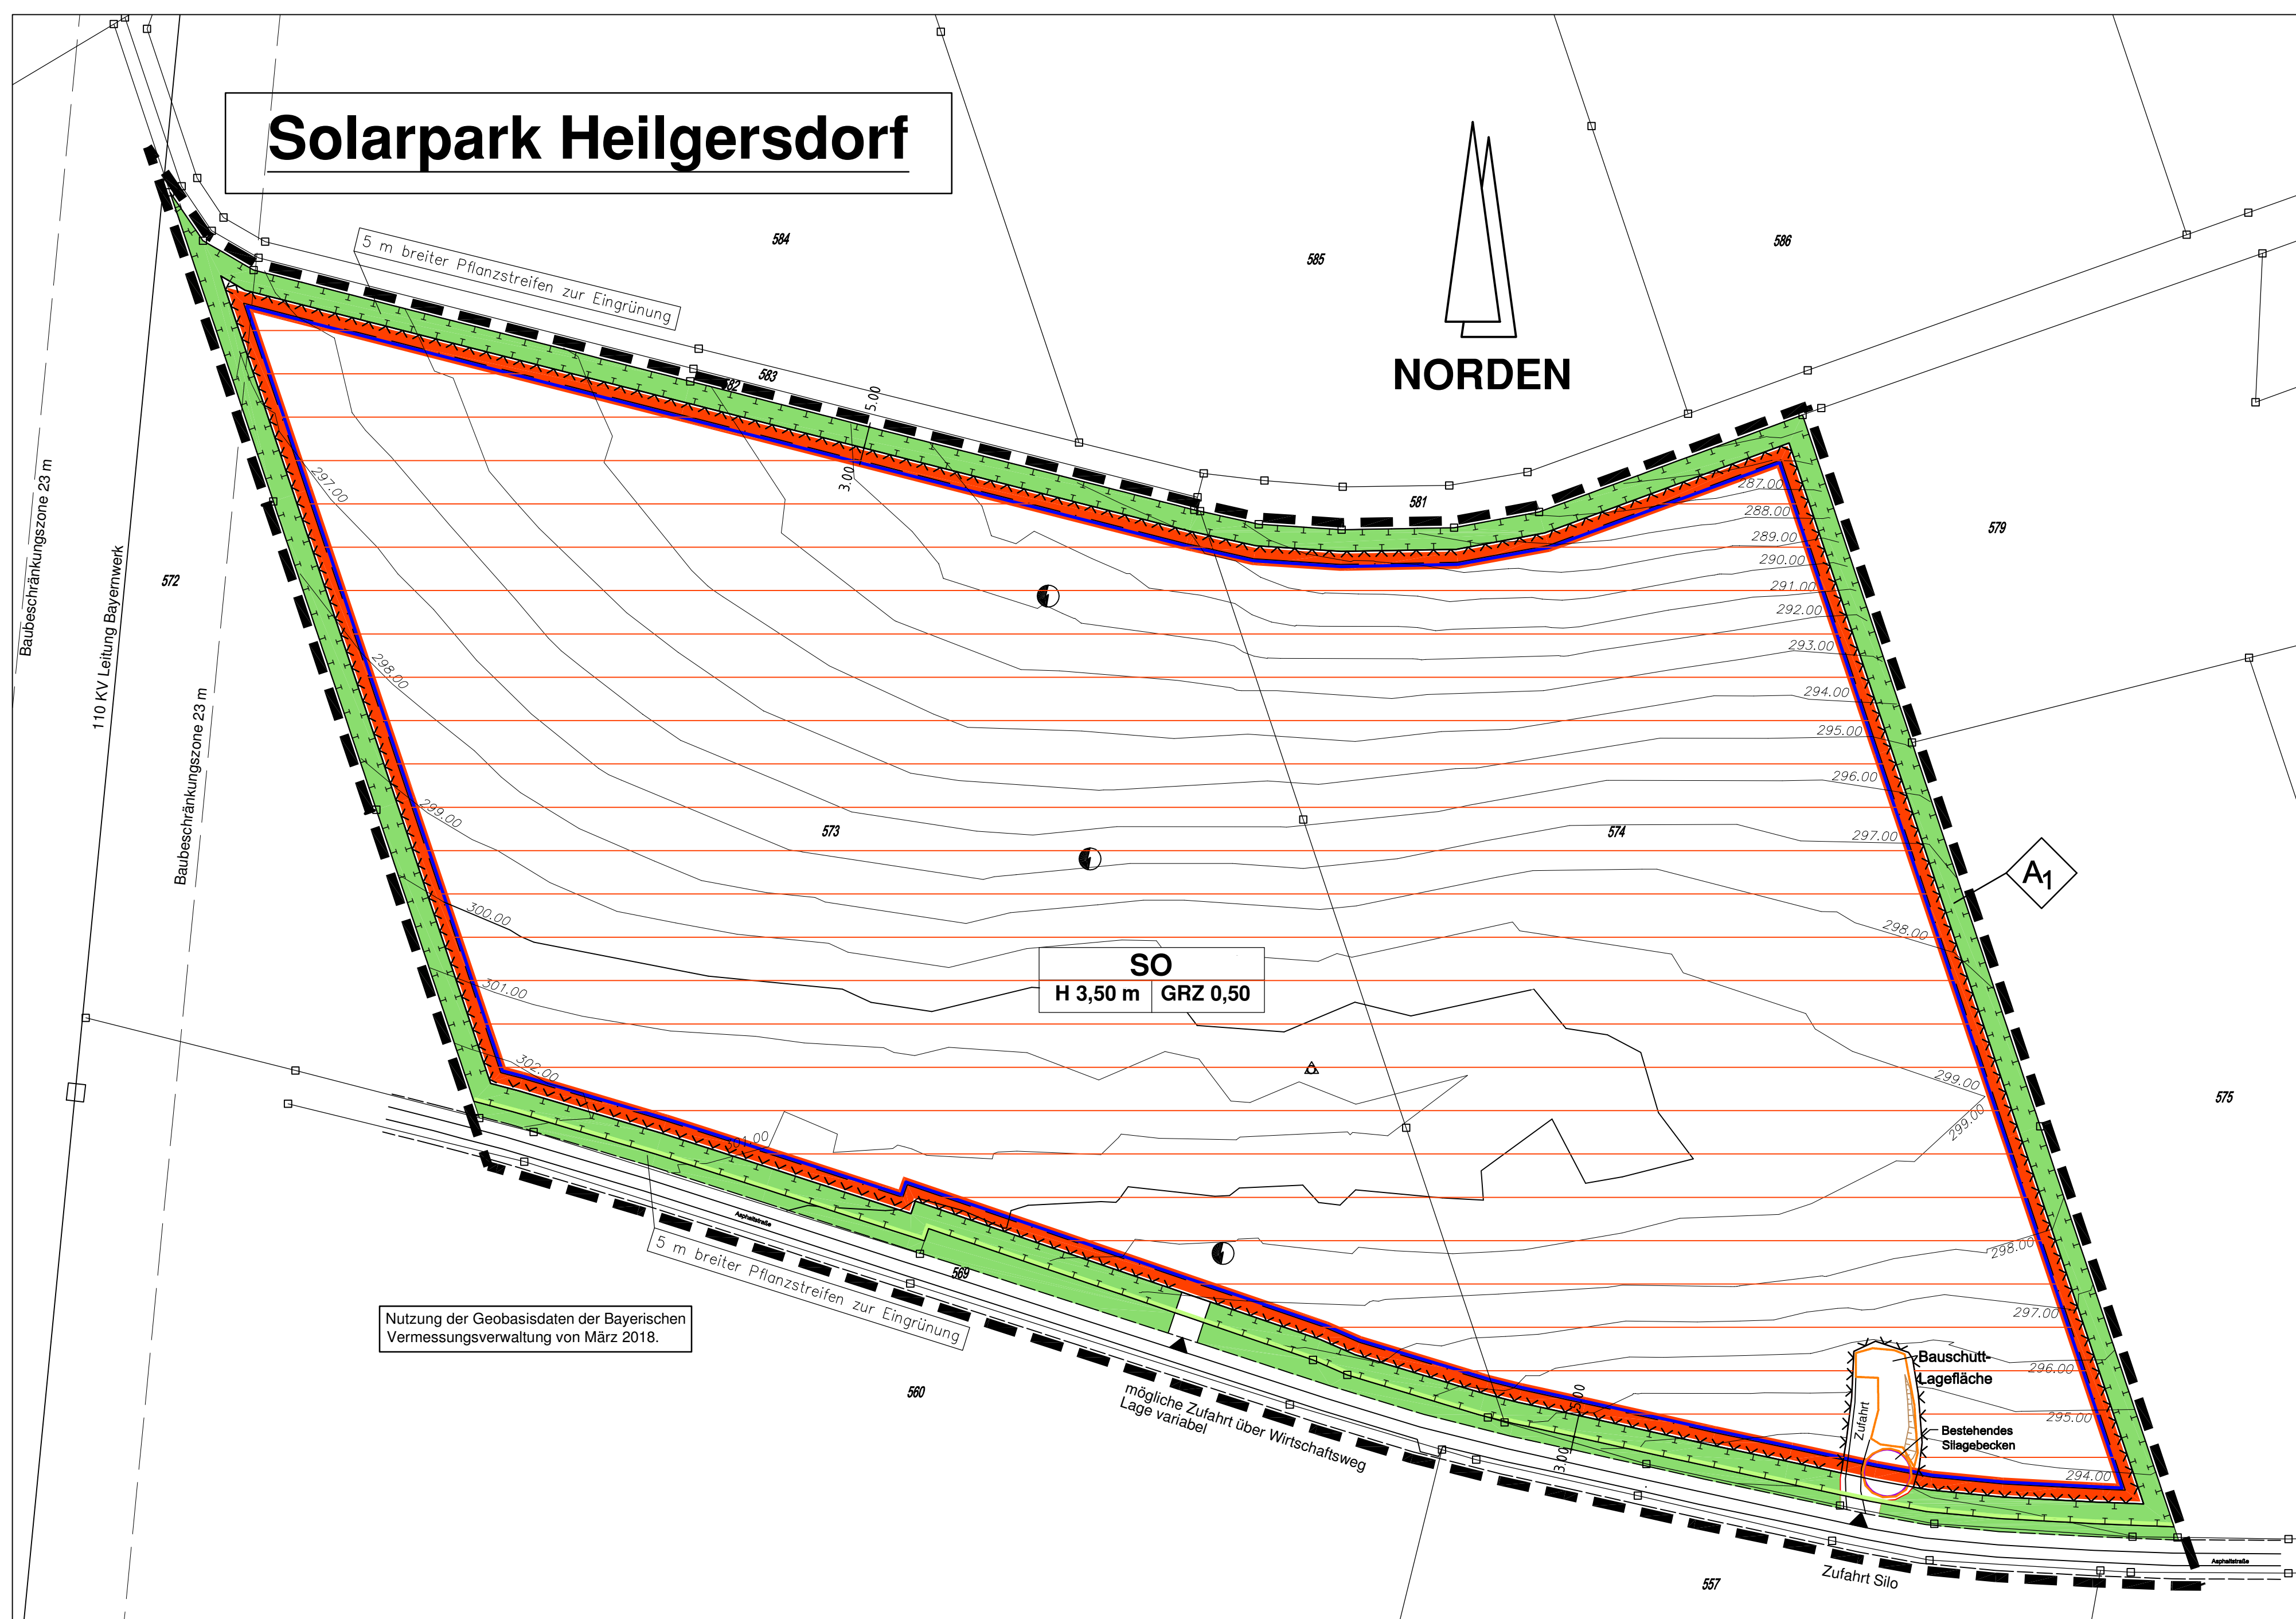 Solarpark Heilgersdorf
584
585
586
5 m breiter Pflanzstreifen zur Eingrünung
NORDEN
583
582
5.00
3.00
581
579
287.00
288.00
289.00
290.00
291.00
292.00
293.00
294.00
295.00
296.00
297.00
298.00
299.00
299.00
298.00
297.00
296.00
295.00
294.00
Baubeschränkungszone 23 m
110 KV Leitung Bayernwerk
Baubeschränkungszone 23 m
572
297.00
298.00
299.00
300.00
301.00
302.00
301.00
573
574
A1
575
SO
H 3,50 m
GRZ 0,50
Asphaltstraße
5 m breiter Pflanzstreifen zur Eingrünung
569
Nutzung der Geobasisdaten der Bayerischen
Vermessungsverwaltung von März 2018.
560
mögliche Zufahrt über Wirtschaftsweg
Lage variabel
5.00
3.00
Bauschutt-
Lagefläche
Zufahrt
Bestehendes
Silagebecken
Zufahrt Silo
557
Asphaltstraße